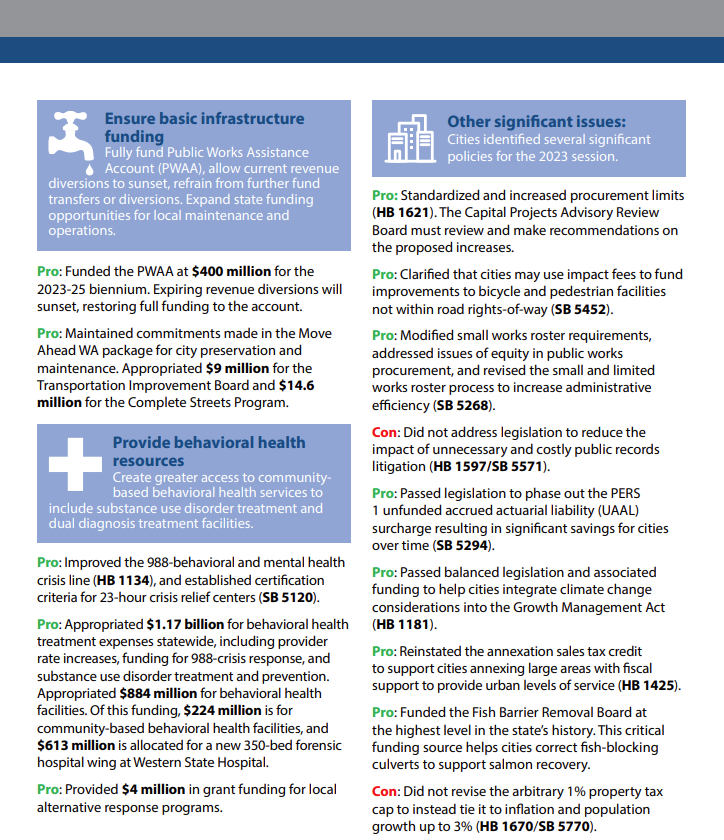 Ensure basic infrastructure
funding
Fully fund Public Works Assistance
Account (PWAA), allow current revenue
diversions to sunset, refrain from further fund
transfers or diversions. Expand state funding
opportunities for local maintenance and
operations.
Pro: Funded the PWAA at $400 million for the
2023-25 biennium. Expiring revenue diversions will
sunset, restoring full funding to the account.
Pro: Maintained commitments made in the Move
Ahead WA package for city preservation and
maintenance. Appropriated $9 million for the
Transportation Improvement Board and $14.6
million for the Complete Streets Program.
Provide behavioral health
resources
Create greater access to community-
based behavioral health services to
include substance use disorder treatment and
dual diagnosis treatment facilities.
Pro: Improved the 988-behavioral and mental health
crisis line (HB 1134), and established certification
criteria for 23-hour crisis relief centers (SB 5120).
Pro: Appropriated $1.17 billion for behavioral health
treatment expenses statewide, including provider
rate increases, funding for 988-crisis response, and
substance use disorder treatment and prevention.
Appropriated $884 million for behavioral health
facilities. Of this funding, $224 million is for
community-based behavioral health facilities, and
$613 million is allocated for a new 350-bed forensic
hospital wing at Western State Hospital.
Pro: Provided $4 million in grant funding for local
alternative response programs.
Other significant issues:
Cities identified several significant
policies for the 2023 session.
Pro: Standardized and increased procurement limits
(HB 1621). The Capital Projects Advisory Review
Board must review and make recommendations on
the proposed increases.
Pro: Clarified that cities may use impact fees to fund
improvements to bicycle and pedestrian facilities
not within road rights-of-way (SB 5452).
Pro: Modified small works roster requirements,
addressed issues of equity in public works
procurement, and revised the small and limited
works roster process to increase administrative
efficiency (SB 5268).
Con: Did not address legislation to reduce the
impact of unnecessary and costly public records
litigation (HB 1597/SB 5571).
Pro: Passed legislation to phase out the PERS
1 unfunded accrued actuarial liability (UAAL)
surcharge resulting in significant savings for cities
over time (SB 5294).
Pro: Passed balanced legislation and associated
funding to help cities integrate climate change
considerations into the Growth Management Act
(HB 1181).
Pro: Reinstated the annexation sales tax credit
to support cities annexing large areas with fiscal
support to provide urban levels of service (HB 1425).
Pro: Funded the Fish Barrier Removal Board at
the highest level in the state's history. This critical
funding source helps cities correct fish-blocking
culverts to support salmon recovery.
Con: Did not revise the arbitrary 1% property tax
cap to instead tie it to inflation and population
growth up to 3% (HB 1670/SB 5770).